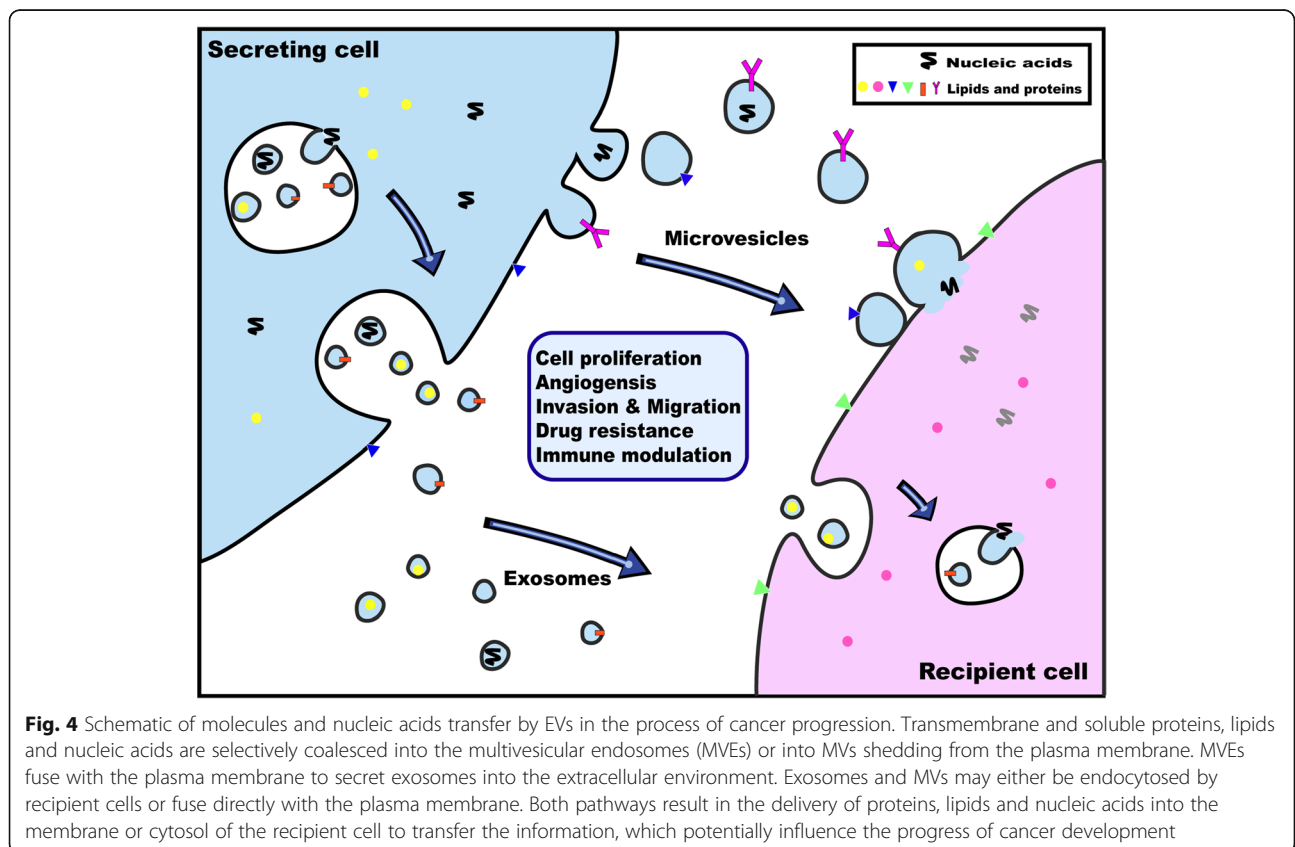 Secreting cell
Nucleic acids
Lipids and proteins
Microvesicles
Cell proliferation
Angiogensis
Invasion & Migration
Drug resistance
Immune modulation
Exosomes
Recipient cell
Fig. 4 Schematic of molecules and nucleic acids transfer by EVs in the process of cancer progression. Transmembrane and soluble proteins, lipids
and nucleic acids are selectively coalesced into the multivesicular endosomes (MVEs) or into MVs shedding from the plasma membrane. MVEs
fuse with the plasma membrane to secret exosomes into the extracellular environment. Exosomes and MVs may either be endocytosed by
recipient cells or fuse directly with the plasma membrane. Both pathways result in the delivery of proteins, lipids and nucleic acids into the
membrane or cytosol of the recipient cell to transfer the information, which potentially influence the progress of cancer development